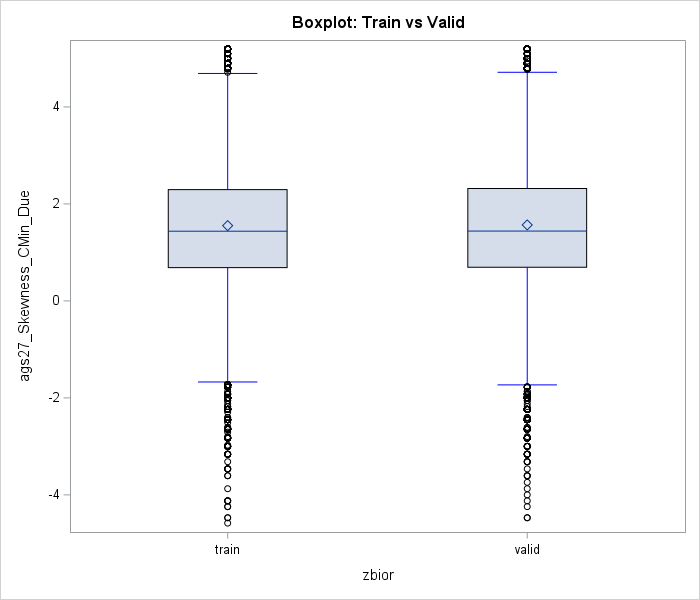 Boxplot: Train vs Valid
ags27_Skewness_CMin_Due
4
2
0
-2
-4
train
valid
zbior